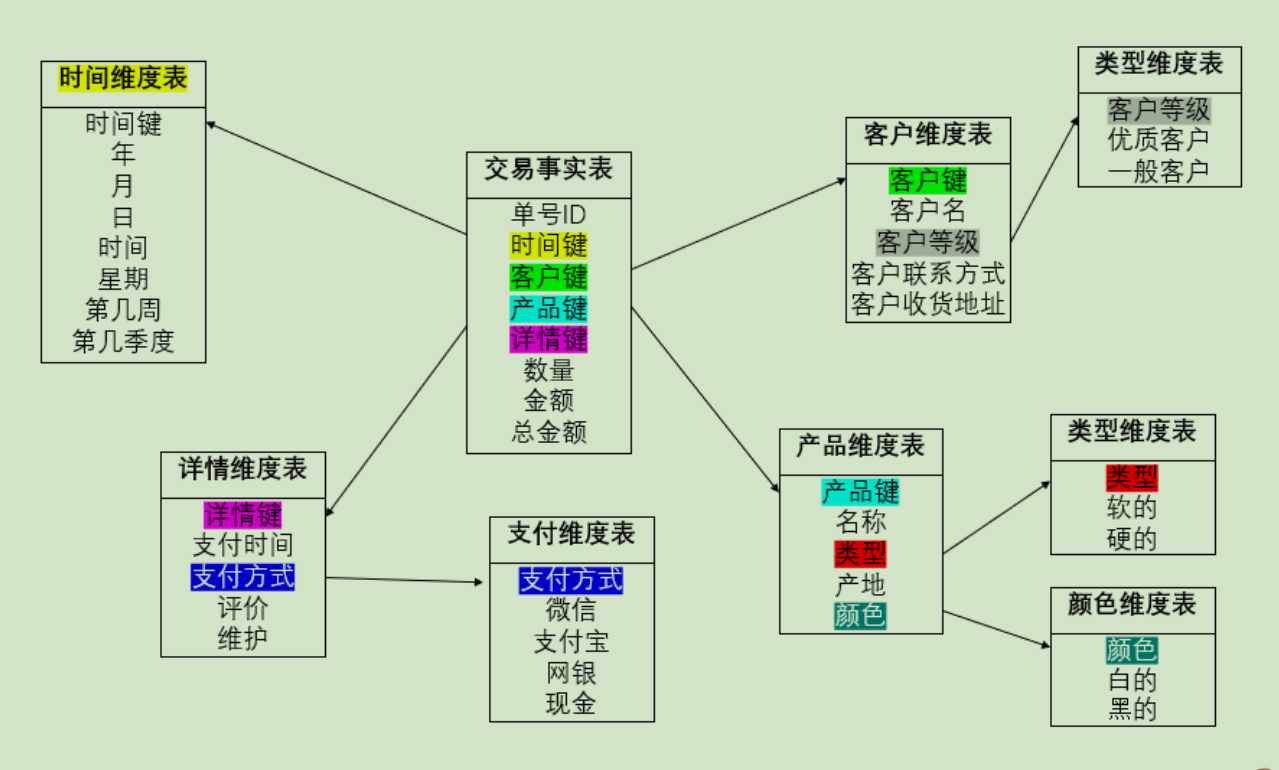 时间维度表
时间键
年
月
日
时间
星期
第几周
第几季度
交易事实表
单号ID
时间键
客户键
产品键
详情键
数量
金额
总金额
客户维度表
客户键
客户名
客户等级
客户联系方式
客户收货地址
类型维度表
客户等级
优质客户
一般客户
详情维度表
详情键
支付时间
支付方式
评价
维护
支付维度表
支付方式
微信
支付宝
网银
现金
产品维度表
产品键
名称
类型
产地
颜色
类型维度表
类型
软的
硬的
颜色维度表
颜色
白的
黑的